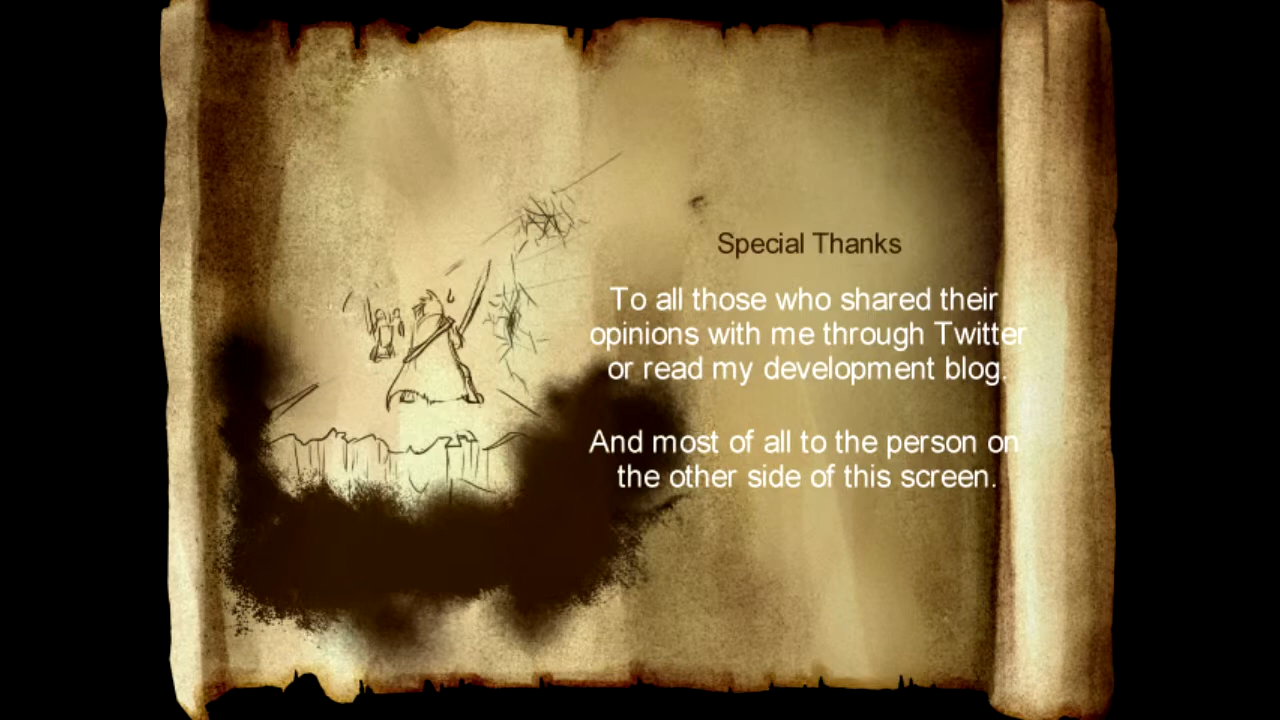 Special Thanks
To all those who shared their
opinions with me through Twitter
or read my development blog.
And most of all to the person on
the other side of this screen.